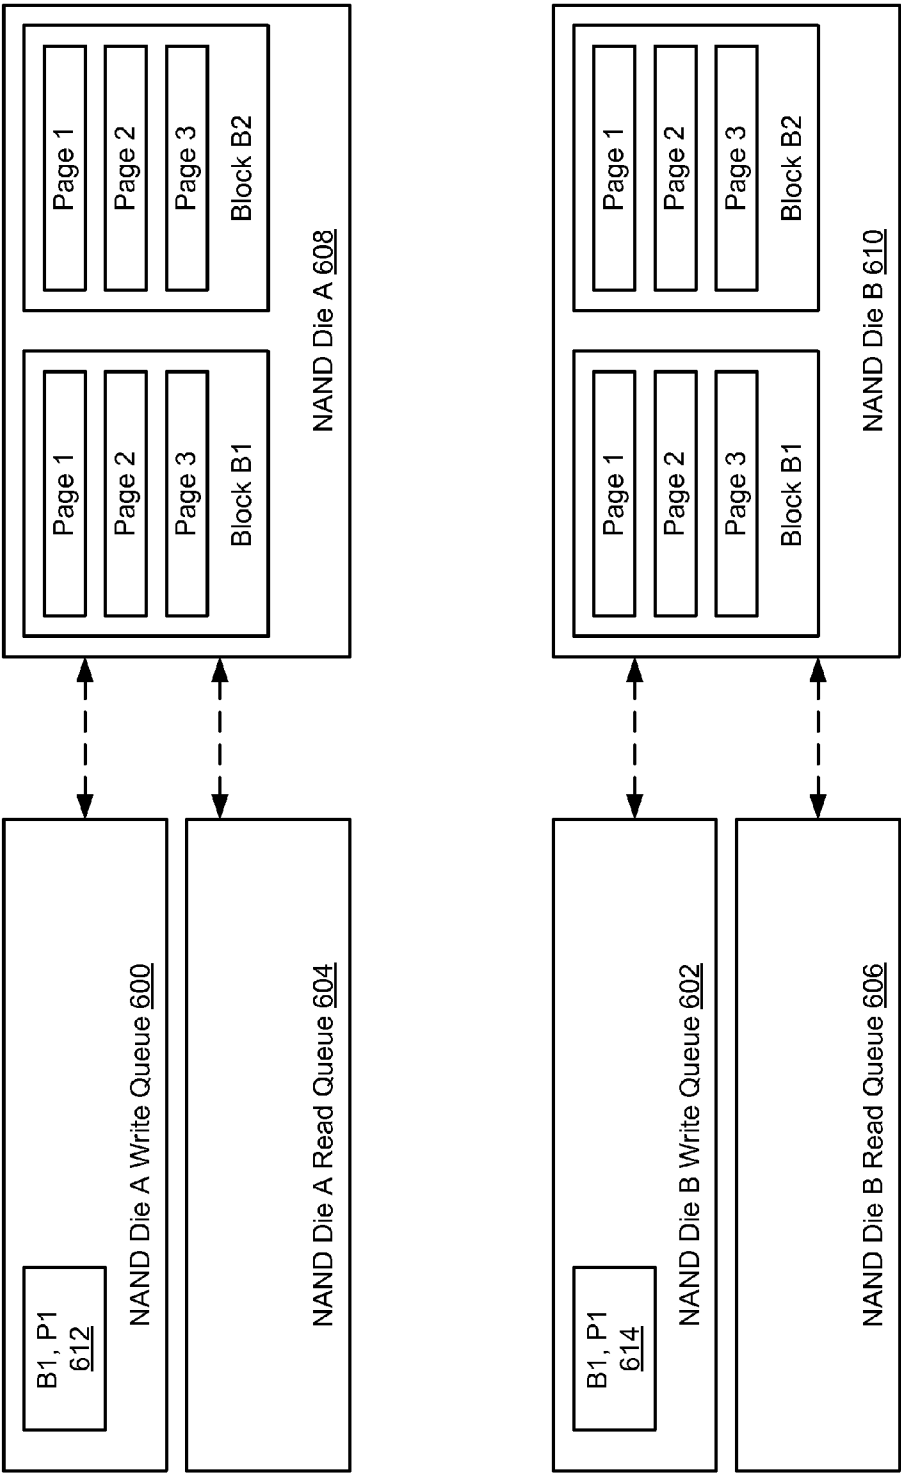 B1, P1
612
NAND Die A Write Queue 600
NAND Die A Read Queue 604
Page 1
Page 2
Page 3
Block B1
Page 1
Page 2
Page 3
Block B2
NAND Die A 608
B1, P1
614
NAND Die B Write Queue 602
NAND Die B Read Queue 606
Page 1
Page 2
Page 3
Block B1
Page 1
Page 2
Page 3
Block B2
NAND Die B 610